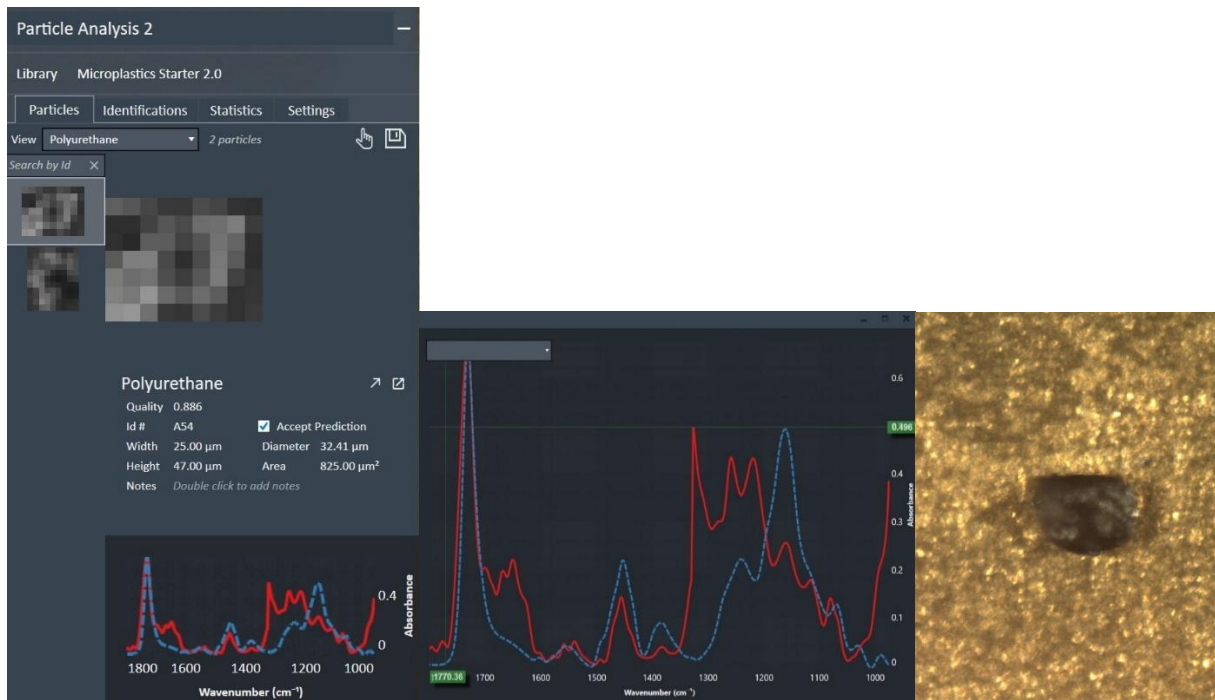 Particle Analysis 2
Library Microplastics Starter 2.0
Particles Identifications Statistics Settings
View Polyurethane 2 particles
Search by Id
Polyurethane
Quality 0.886
Id # A54 Accept Prediction
Width 25.00 µm Diameter 32.41 µm
Height 47.00 µm Area 825.00 µm²
Notes Double click to add notes
0.4
0
Absorbance
1800 1600 1400 1200 1000
Wavenumber (cm⁻¹)
0.6
0.496
0.4
0.3
0.2
0.1
0
Absorbance
1770.36 1700 1600 1500 1400 1300 1200 1100 1000
Wavenumber (cm⁻¹)